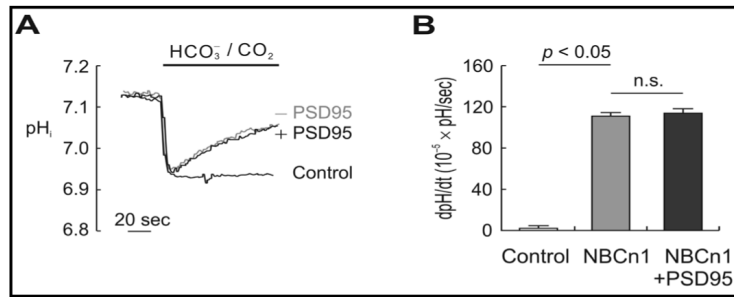 A
HCO₃⁻ / CO₂
7.2
7.1
pHᵢ
7.0
6.9
6.8
– PSD95
+ PSD95
Control
20 sec
B
p < 0.05
n.s.
dpH/dt (10⁻⁵ × pH/sec)
160
120
80
40
0
Control NBCn1 NBCn1
+PSD95